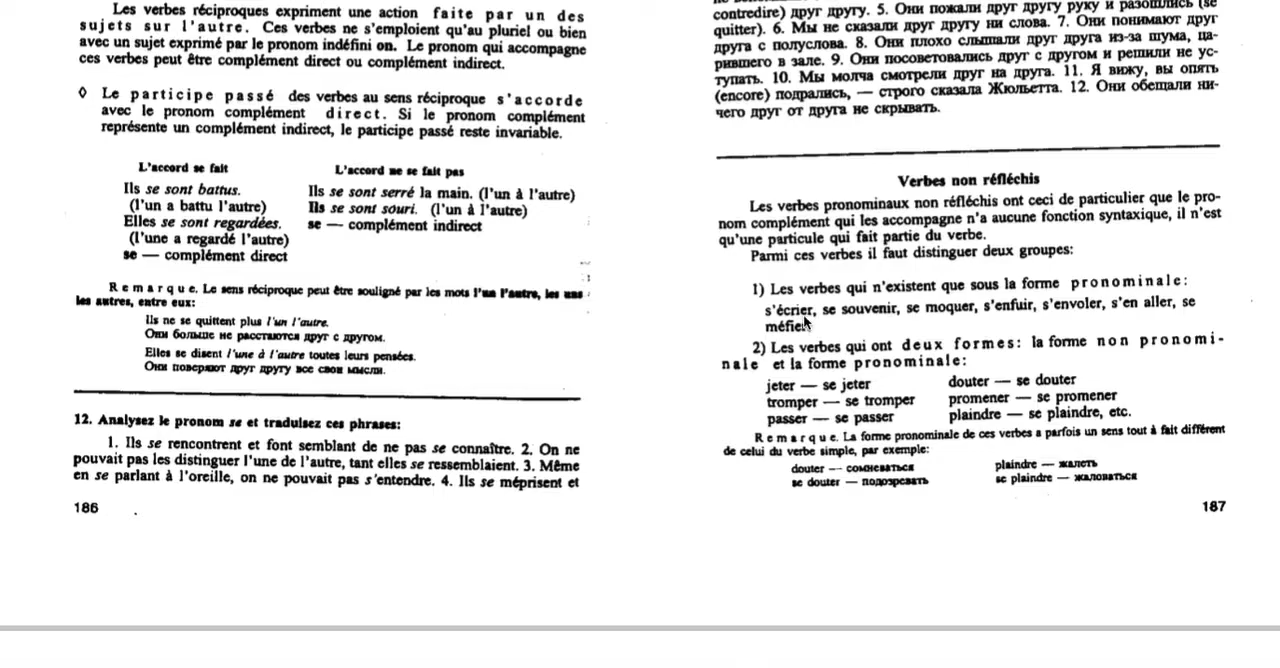 Les verbes réciproques expriment une action faite par un des
sujets sur l'autre. Ces verbes ne s'emploient qu'au pluriel ou bien
avec un sujet exprimé par le pronom indéfini on. Le pronom qui accompagne
ces verbes peut être complément direct ou complément indirect.
◊ Le participe passé des verbes au sens réciproque s'accorde
avec le pronom complément direct. Si le pronom complément
représente un complément indirect, le participe passé reste invariable.
L'accord se fait
Ils se sont battus.
(l'un a battu l'autre)
Elles se sont regardées.
(l'une a regardé l'autre)
se — complément direct
L'accord ne se fait pas
Ils se sont serré la main. (l'un à l'autre)
Ils se sont souri. (l'un à l'autre)
se — complément indirect
Remarque. Le sens réciproque peut être souligné par les mots l'un l'autre, les uns
les autres, entre eux:
Ils ne se quittent plus l'un l'autre.
Они больше не расстаются друг с другом.
Elles se disent l'une à l'autre toutes leurs pensées.
Они поверяют друг другу все свои мысли.
12. Analysez le pronom se et traduisez ces phrases:
1. Ils se rencontrent et font semblant de ne pas se connaître. 2. On ne
pouvait pas les distinguer l'une de l'autre, tant elles se ressemblaient. 3. Même
en se parlant à l'oreille, on ne pouvait pas s'entendre. 4. Ils se méprisent et
186
contredire) друг другу. 5. Они пожали друг другу руку и разошлись (se
quitter). 6. Мы не сказали друг другу ни слова. 7. Они понимают друг
друга с полуслова. 8. Они плохо слышали друг друга из-за шума, ца-
рившего в зале. 9. Они посоветовались друг с другом и решили не ус-
тупать. 10. Мы молча смотрели друг на друга. 11. Я вижу, вы опять
(encore) подрались, — строго сказала Жюльетта. 12. Они обещали ни-
чего друг от друга не скрывать.
Verbes non réfléchis
Les verbes pronominaux non réfléchis ont ceci de particulier que le pro-
nom complément qui les accompagne n'a aucune fonction syntaxique, il n'est
qu'une particule qui fait partie du verbe.
Parmi ces verbes il faut distinguer deux groupes:
1) Les verbes qui n'existent que sous la forme pronominale:
s'écrier, se souvenir, se moquer, s'enfuir, s'envoler, s'en aller, se
méfier
2) Les verbes qui ont deux formes: la forme non pronomi-
nale et la forme pronominale:
jeter — se jeter
tromper — se tromper
passer — se passer
douter — se douter
promener — se promener
plaindre — se plaindre, etc.
Remarque. La forme pronominale de ces verbes a parfois un sens tout à fait différent
de celui du verbe simple, par exemple:
douter — сомневаться
se douter — подозревать
plaindre — жалеть
se plaindre — жаловаться
187